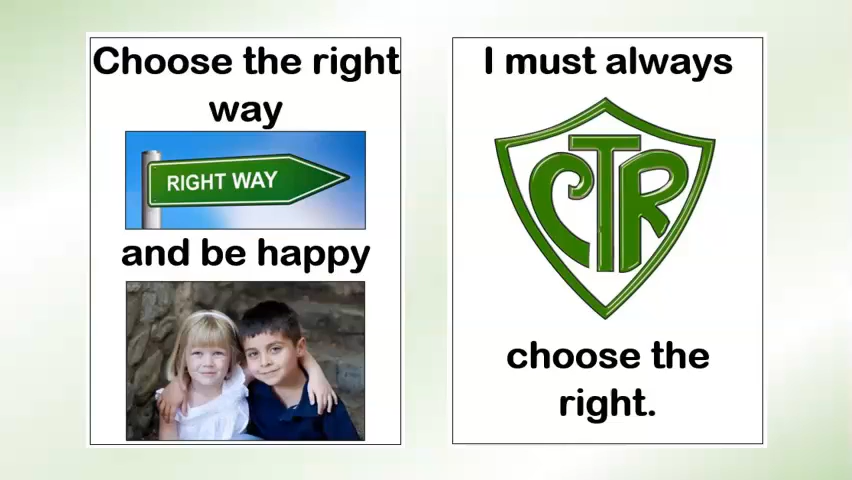 Choose the right
way
RIGHT WAY
and be happy
I must always
CTR
choose the
right.